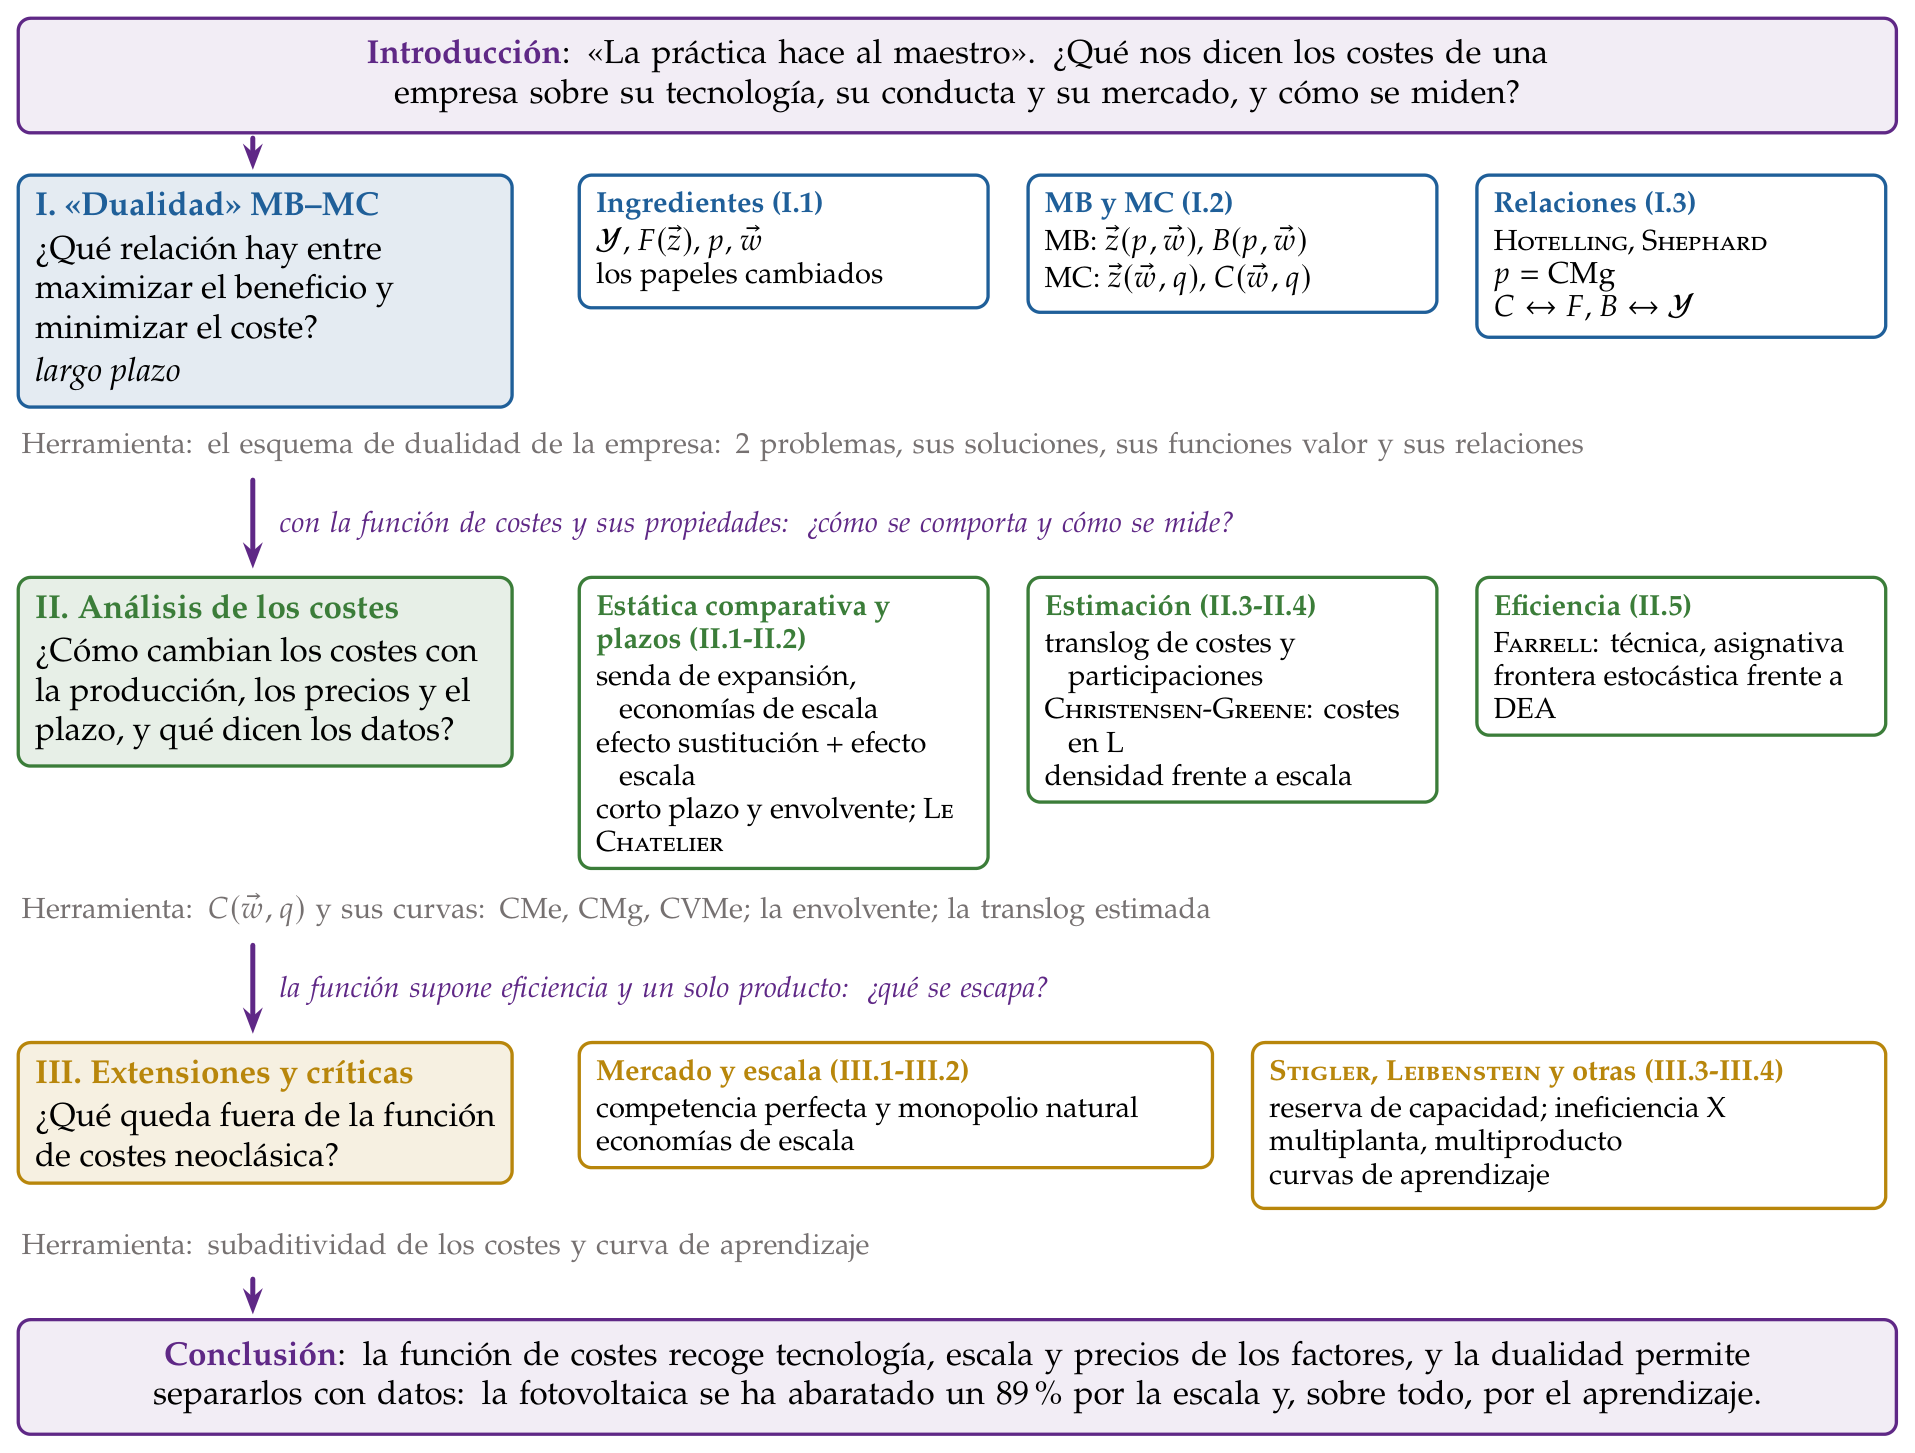 Introducción: «La práctica hace al maestro». ¿Qué nos dicen los costes de una
empresa sobre su tecnología, su conducta y su mercado, y cómo se miden?
I. «Dualidad» MB–MC
¿Qué relación hay entre
maximizar el beneficio y
minimizar el coste?
largo plazo
Ingredientes (I.1)
𝒴, F(z⃗), p, w⃗
los papeles cambiados
MB y MC (I.2)
MB: z⃗(p, w⃗), B(p, w⃗)
MC: z⃗(w⃗, q), C(w⃗, q)
Relaciones (I.3)
Hotelling, Shephard
p = CMg
C ↔ F, B ↔ 𝒴
Herramienta: el esquema de dualidad de la empresa: 2 problemas, sus soluciones, sus funciones valor y sus relaciones
con la función de costes y sus propiedades: ¿cómo se comporta y cómo se mide?
II. Análisis de los costes
¿Cómo cambian los costes con
la producción, los precios y el
plazo, y qué dicen los datos?
Estática comparativa y
plazos (II.1-II.2)
senda de expansión,
economías de escala
efecto sustitución + efecto
escala
corto plazo y envolvente; Le
Chatelier
Estimación (II.3-II.4)
translog de costes y
participaciones
Christensen-Greene: costes
en L
densidad frente a escala
Eficiencia (II.5)
Farrell: técnica, asignativa
frontera estocástica frente a
DEA
Herramienta: C(w⃗, q) y sus curvas: CMe, CMg, CVMe; la envolvente; la translog estimada
la función supone eficiencia y un solo producto: ¿qué se escapa?
III. Extensiones y críticas
¿Qué queda fuera de la función
de costes neoclásica?
Mercado y escala (III.1-III.2)
competencia perfecta y monopolio natural
economías de escala
Stigler, Leibenstein y otras (III.3-III.4)
reserva de capacidad; ineficiencia X
multiplanta, multiproducto
curvas de aprendizaje
Herramienta: subaditividad de los costes y curva de aprendizaje
Conclusión: la función de costes recoge tecnología, escala y precios de los factores, y la dualidad permite
separarlos con datos: la fotovoltaica se ha abaratado un 89 % por la escala y, sobre todo, por el aprendizaje.